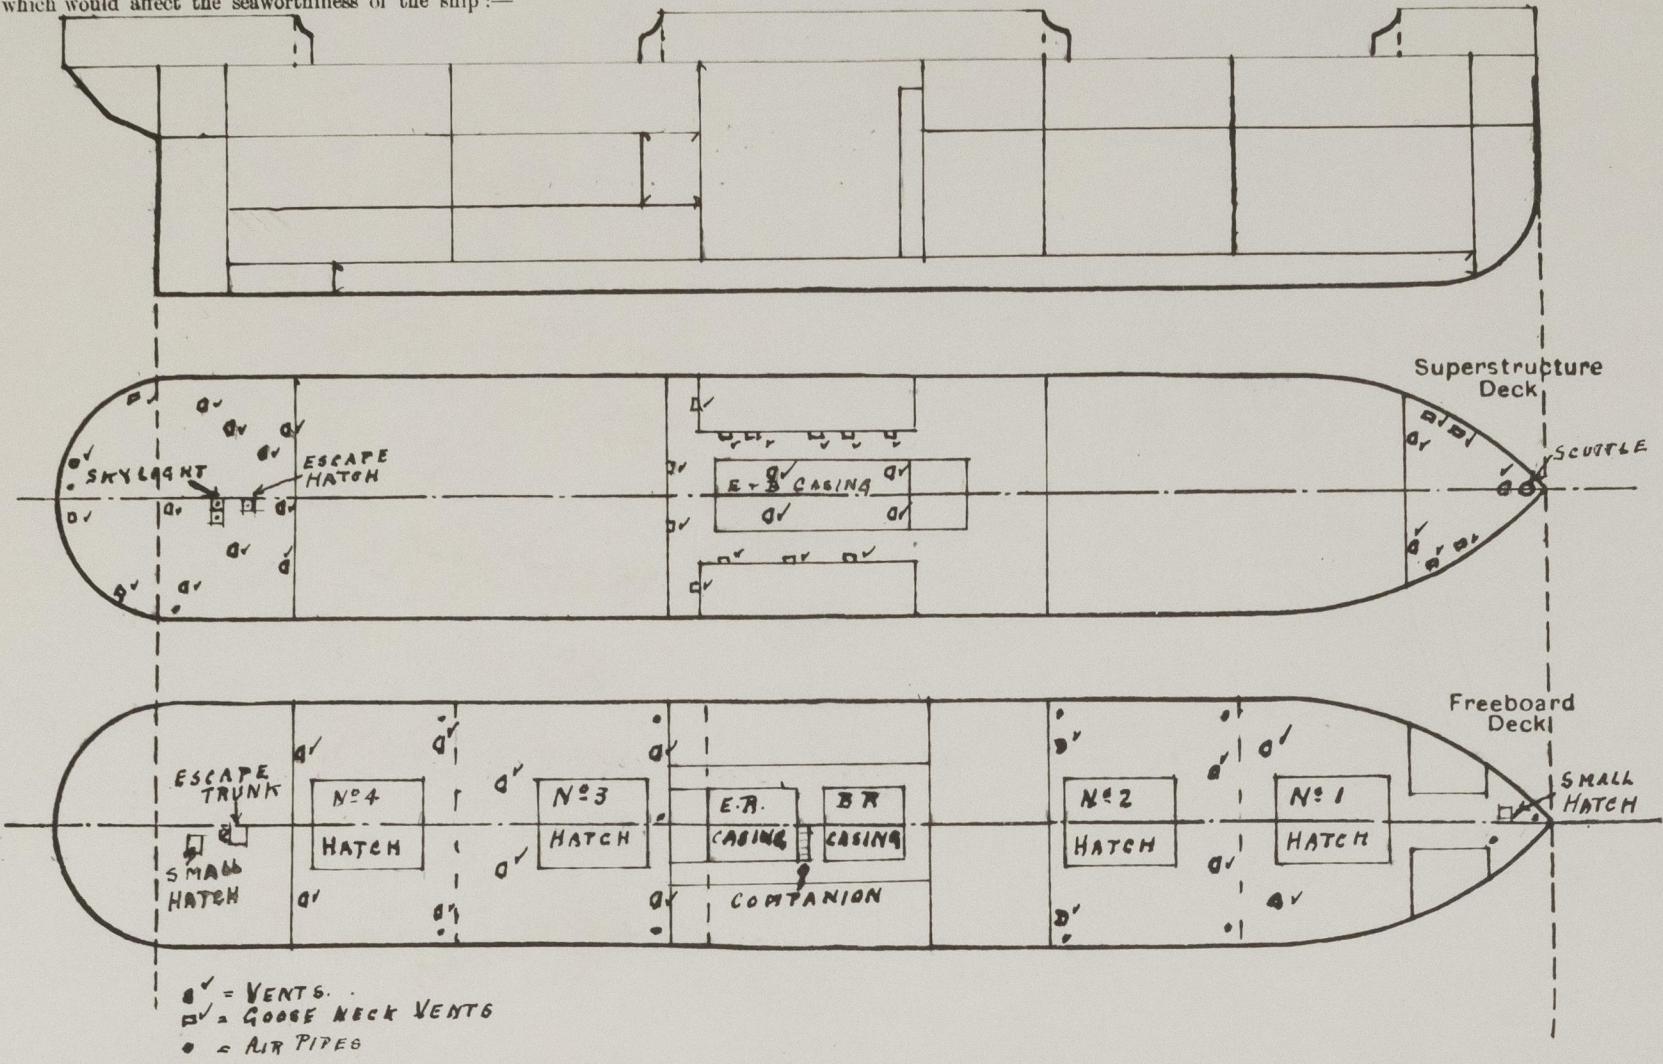 which would affect the seaworthiness of the ship :—
Superstructure
Deck
SCUTTLE
SKYLIGHT
ESCAPE
HATCH
E + B CASING
Freeboard
Deck
ESCAPE
TRUNK
SMALL
HATCH
Nº 4
HATCH
Nº 3
HATCH
E.R.
CASING
BR
CASING
COMPANION
Nº 2
HATCH
Nº 1
HATCH
SMALL
HATCH
= VENTS.
= GOOSE NECK VENTS
= AIR PIPES